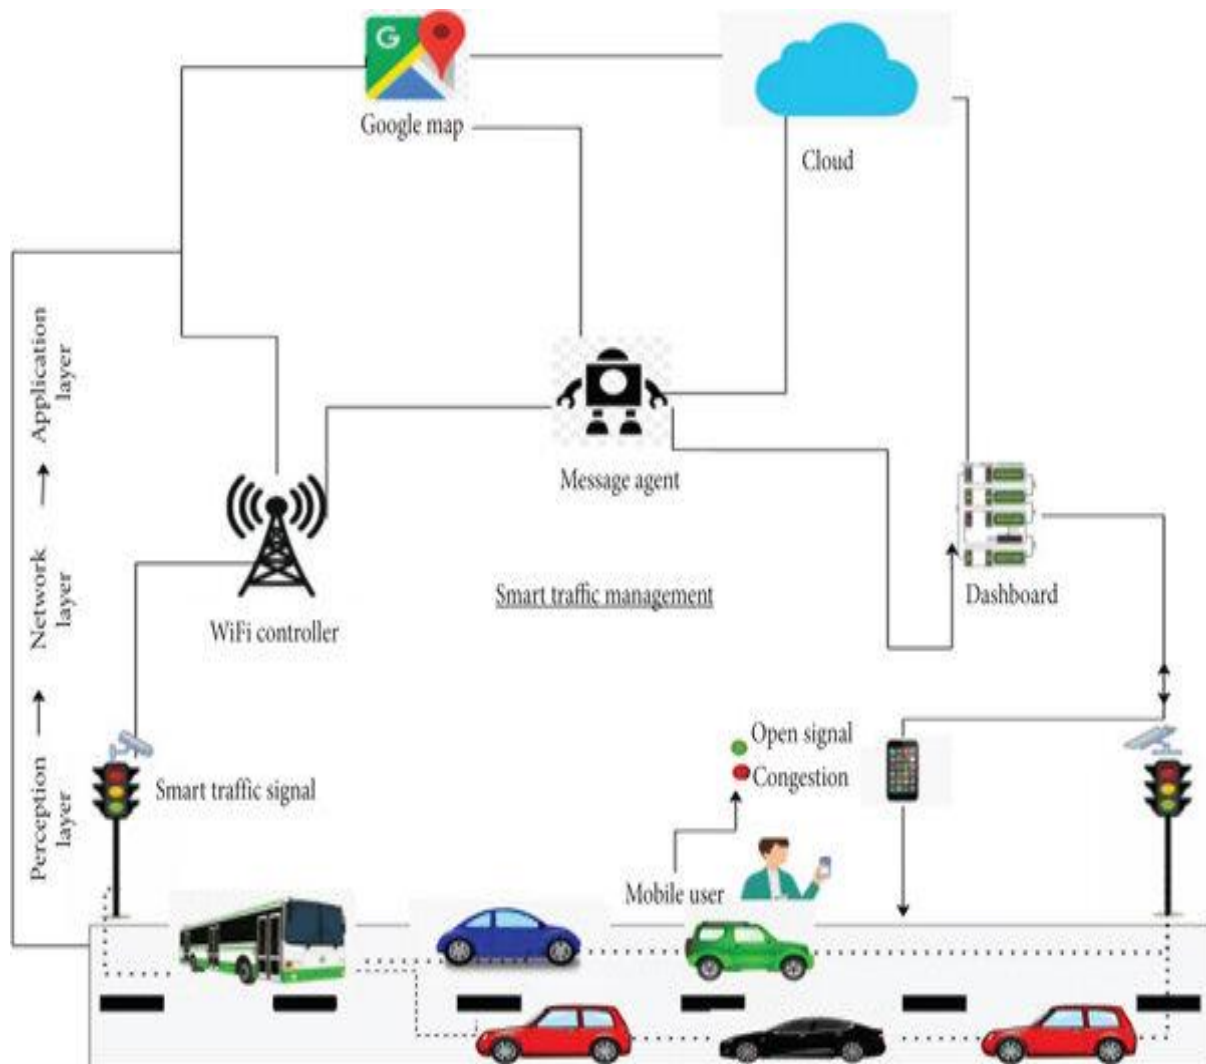 G
Google map
Cloud
Application
layer
Message agent
Network
layer
WiFi controller
Smart traffic management
Dashboard
Perception
layer
Smart traffic signal
Open signal
Congestion
Mobile user